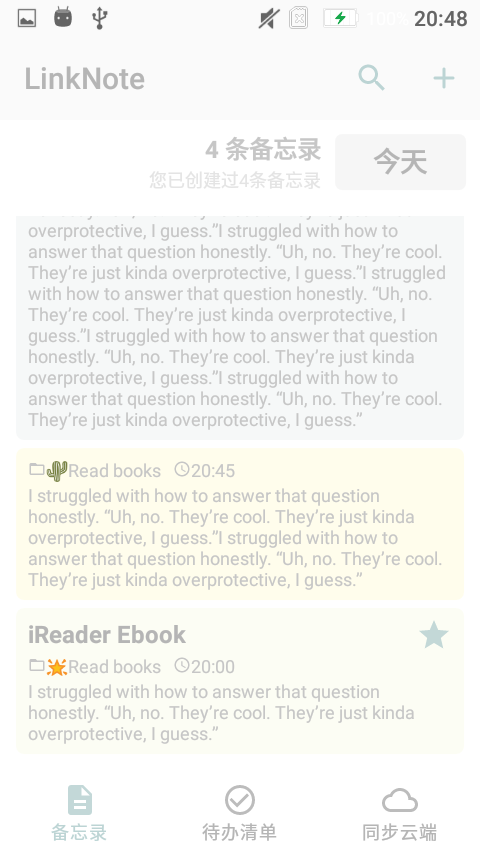 100% 20:48
LinkNote
4 条备忘录
今天
您已创建过4条备忘录
overprotective, I guess.”I struggled with how to
answer that question honestly. “Uh, no. They’re cool.
They’re just kinda overprotective, I guess.”I struggled
with how to answer that question honestly. “Uh, no.
They’re cool. They’re just kinda overprotective, I
guess.”I struggled with how to answer that question
honestly. “Uh, no. They’re cool. They’re just kinda
overprotective, I guess.”I struggled with how to
answer that question honestly. “Uh, no. They’re cool.
They’re just kinda overprotective, I guess.”
Read books 20:45
I struggled with how to answer that question
honestly. “Uh, no. They’re cool. They’re just kinda
overprotective, I guess.”I struggled with how to
answer that question honestly. “Uh, no. They’re cool.
They’re just kinda overprotective, I guess.”
iReader Ebook
Read books 20:00
I struggled with how to answer that question
honestly. “Uh, no. They’re cool. They’re just kinda
overprotective, I guess.”
备忘录 待办清单 同步云端